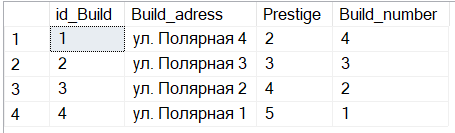 id_Build Build_adress Prestige Build_number
1 1 ул. Полярная 4 2 4
2 2 ул. Полярная 3 3 3
3 3 ул. Полярная 2 4 2
4 4 ул. Полярная 1 5 1